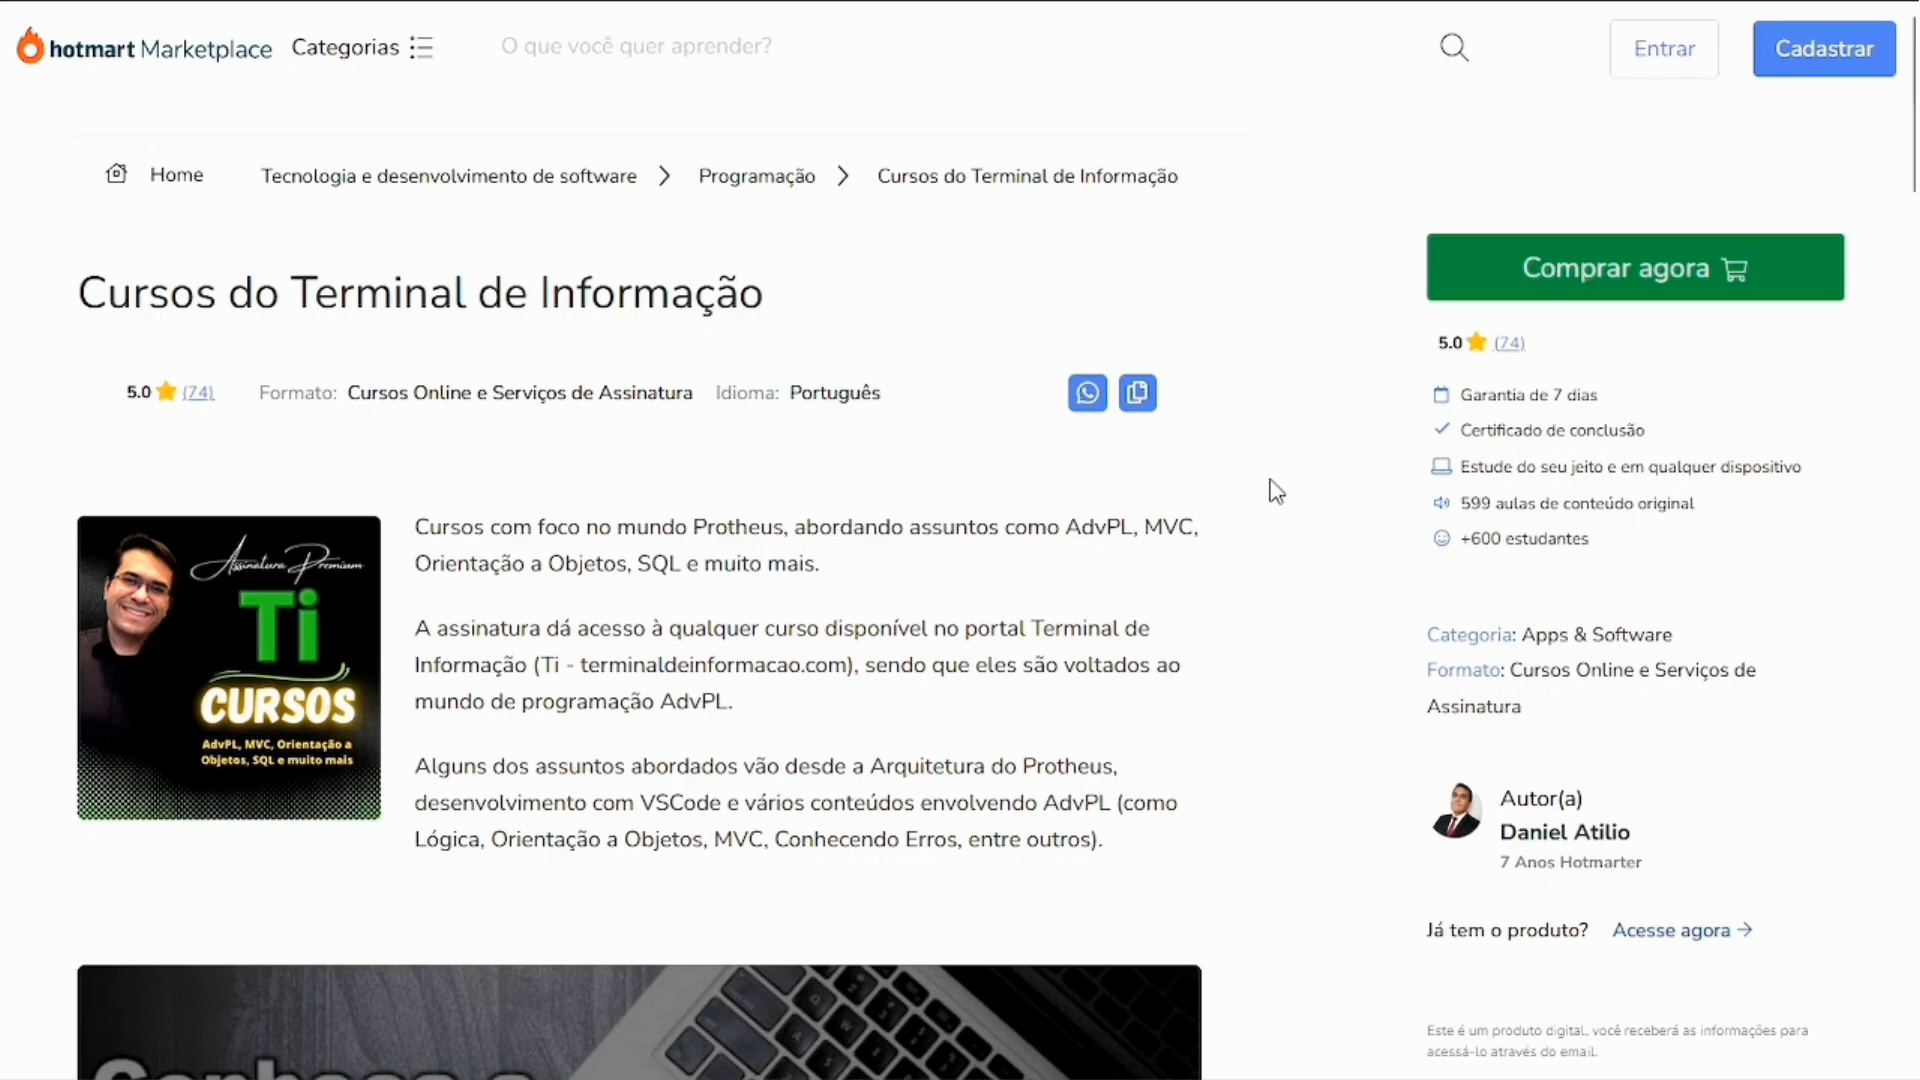 hotmart Marketplace
Categorias
O que você quer aprender?
Entrar
Cadastrar
Home
Tecnologia e desenvolvimento de software
Programação
Cursos do Terminal de Informação
Cursos do Terminal de Informação
5.0 (74)
Formato: Cursos Online e Serviços de Assinatura
Idioma: Português
Assinatura Premium
Ti
CURSOS
AdvPL, MVC, Orientação a
Objetos, SQL e muito mais
Cursos com foco no mundo Protheus, abordando assuntos como AdvPL, MVC,
Orientação a Objetos, SQL e muito mais.
A assinatura dá acesso à qualquer curso disponível no portal Terminal de
Informação (Ti - terminaldeinformacao.com), sendo que eles são voltados ao
mundo de programação AdvPL.
Alguns dos assuntos abordados vão desde a Arquitetura do Protheus,
desenvolvimento com VSCode e vários conteúdos envolvendo AdvPL (como
Lógica, Orientação a Objetos, MVC, Conhecendo Erros, entre outros).
Comprar agora
5.0 (74)
Garantia de 7 dias
Certificado de conclusão
Estude do seu jeito e em qualquer dispositivo
599 aulas de conteúdo original
+600 estudantes
Categoria: Apps & Software
Formato: Cursos Online e Serviços de
Assinatura
Autor(a)
Daniel Atilio
7 Anos Hotmarter
Já tem o produto? Acesse agora
Este é um produto digital, você receberá as informações para
acessá-lo através do email.